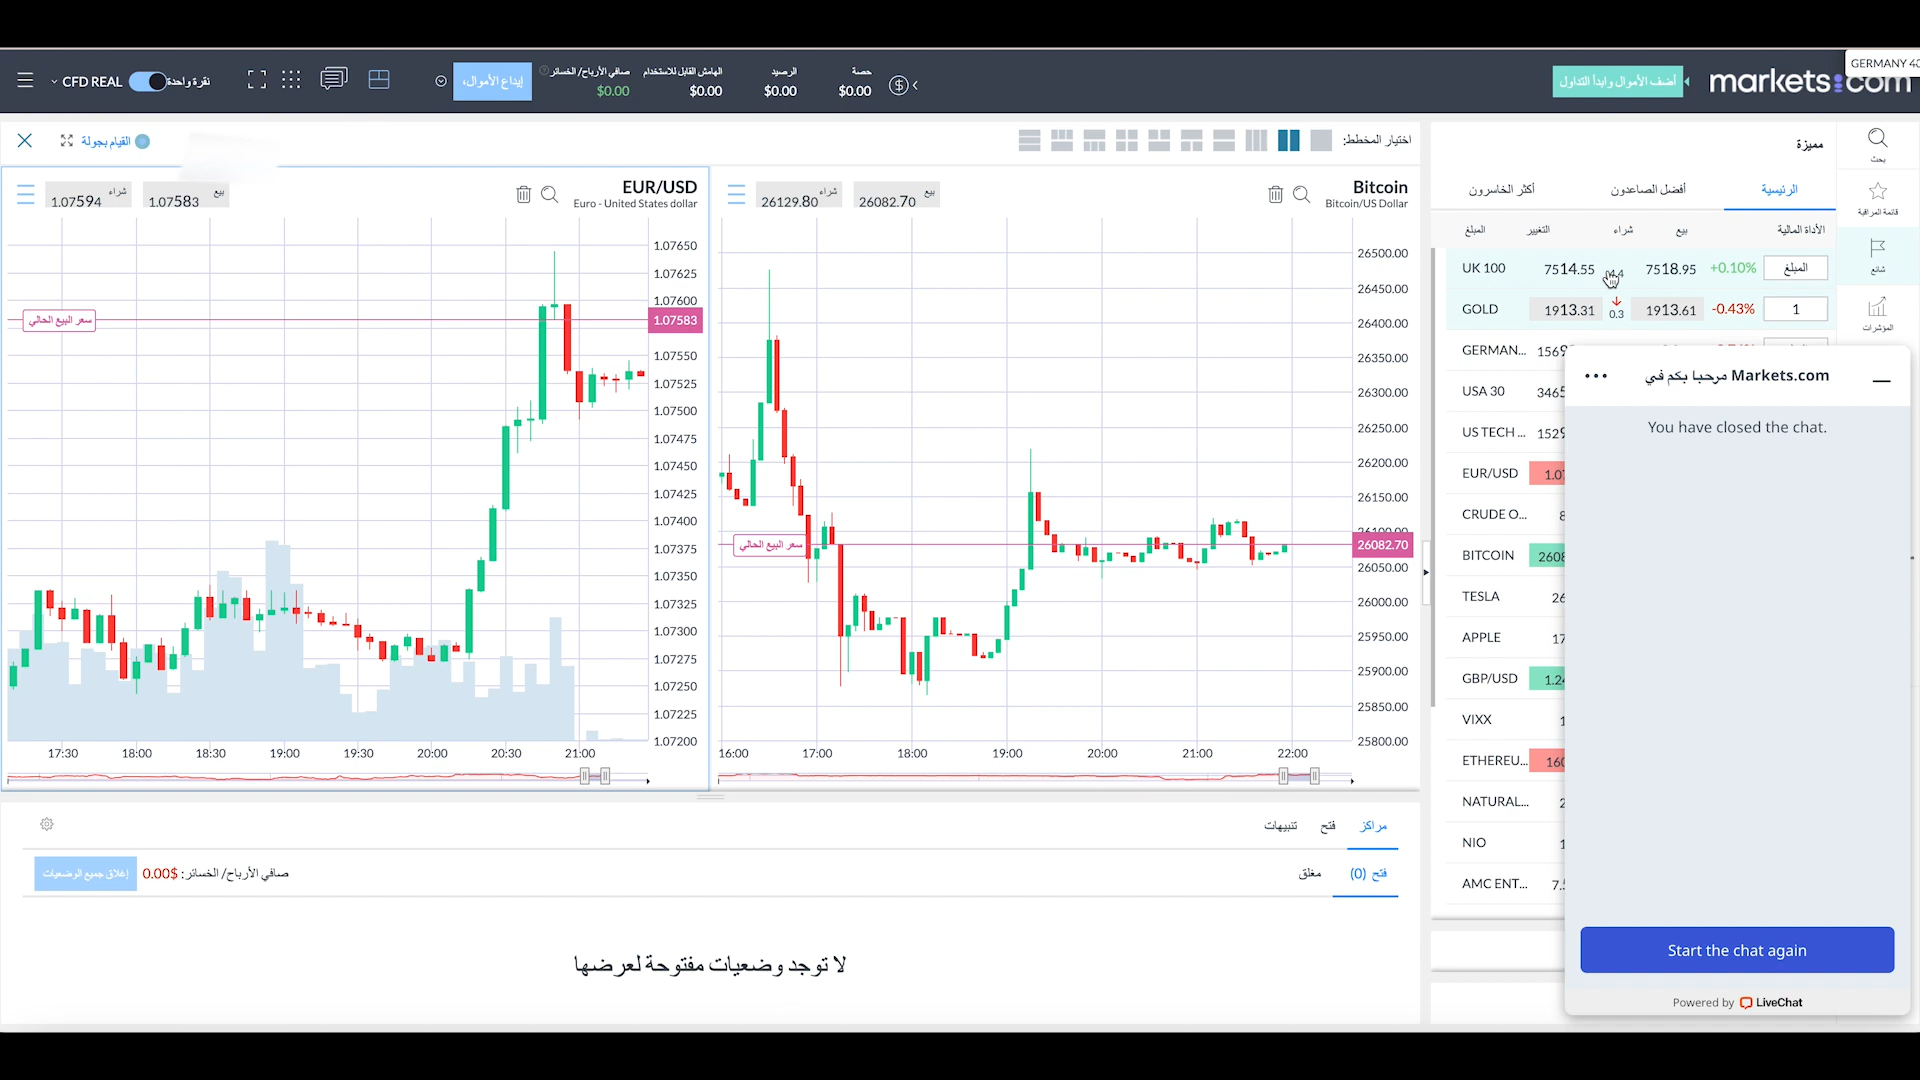 CFD REAL
نقرة واحدة
إيداع الأموال،
صافي الأرباح/ الخسائر
$0.00
الهامش القابل للاستخدام
$0.00
الرصيد
$0.00
حصة
$0.00
أضف الأموال وابدأ التداول
markets.com
GERMANY 40
القيام بجولة
اختيار المخطط:
شراء
1.07594
بيع
1.07583
EUR/USD
Euro - United States dollar
شراء
26129.80
بيع
26082.70
Bitcoin
Bitcoin/US Dollar
1.07650
1.07625
1.07600
1.07583
1.07550
1.07525
1.07500
1.07475
1.07450
1.07425
1.07400
1.07375
1.07350
1.07325
1.07300
1.07275
1.07250
1.07225
1.07200
سعر البيع الحالي
17:30
18:00
18:30
19:00
19:30
20:00
20:30
21:00
26500.00
26450.00
26400.00
26350.00
26300.00
26250.00
26200.00
26150.00
26100.00
26082.70
26050.00
26000.00
25950.00
25900.00
25850.00
25800.00
سعر البيع الحالي
16:00
17:00
18:00
19:00
20:00
21:00
22:00
مميزة
الرئيسية
أفضل الصاعدون
أكثر الخاسرون
الأداة المالية
بيع
شراء
التغيير
المبلغ
UK 100 7514.55 4.4 7518.95 +0.10% المبلغ
GOLD 1913.31 0.3 1913.61 -0.43% 1
GERMAN... 
USA 30
US TECH ...
EUR/USD
CRUDE O...
BITCOIN
TESLA
APPLE
GBP/USD
VIXX
ETHEREU...
NATURAL...
NIO
AMC ENT...
بحث
قائمة المراقبة
شائع
المؤشرات
مرحبا بكم في Markets.com
You have closed the chat.
Start the chat again
Powered by LiveChat
مراكز
فتح
تنبيهات
فتح (0)
مغلق
صافي الأرباح/ الخسائر: $0.00
إغلاق جميع الوضعيات
لا توجد وضعيات مفتوحة لعرضها